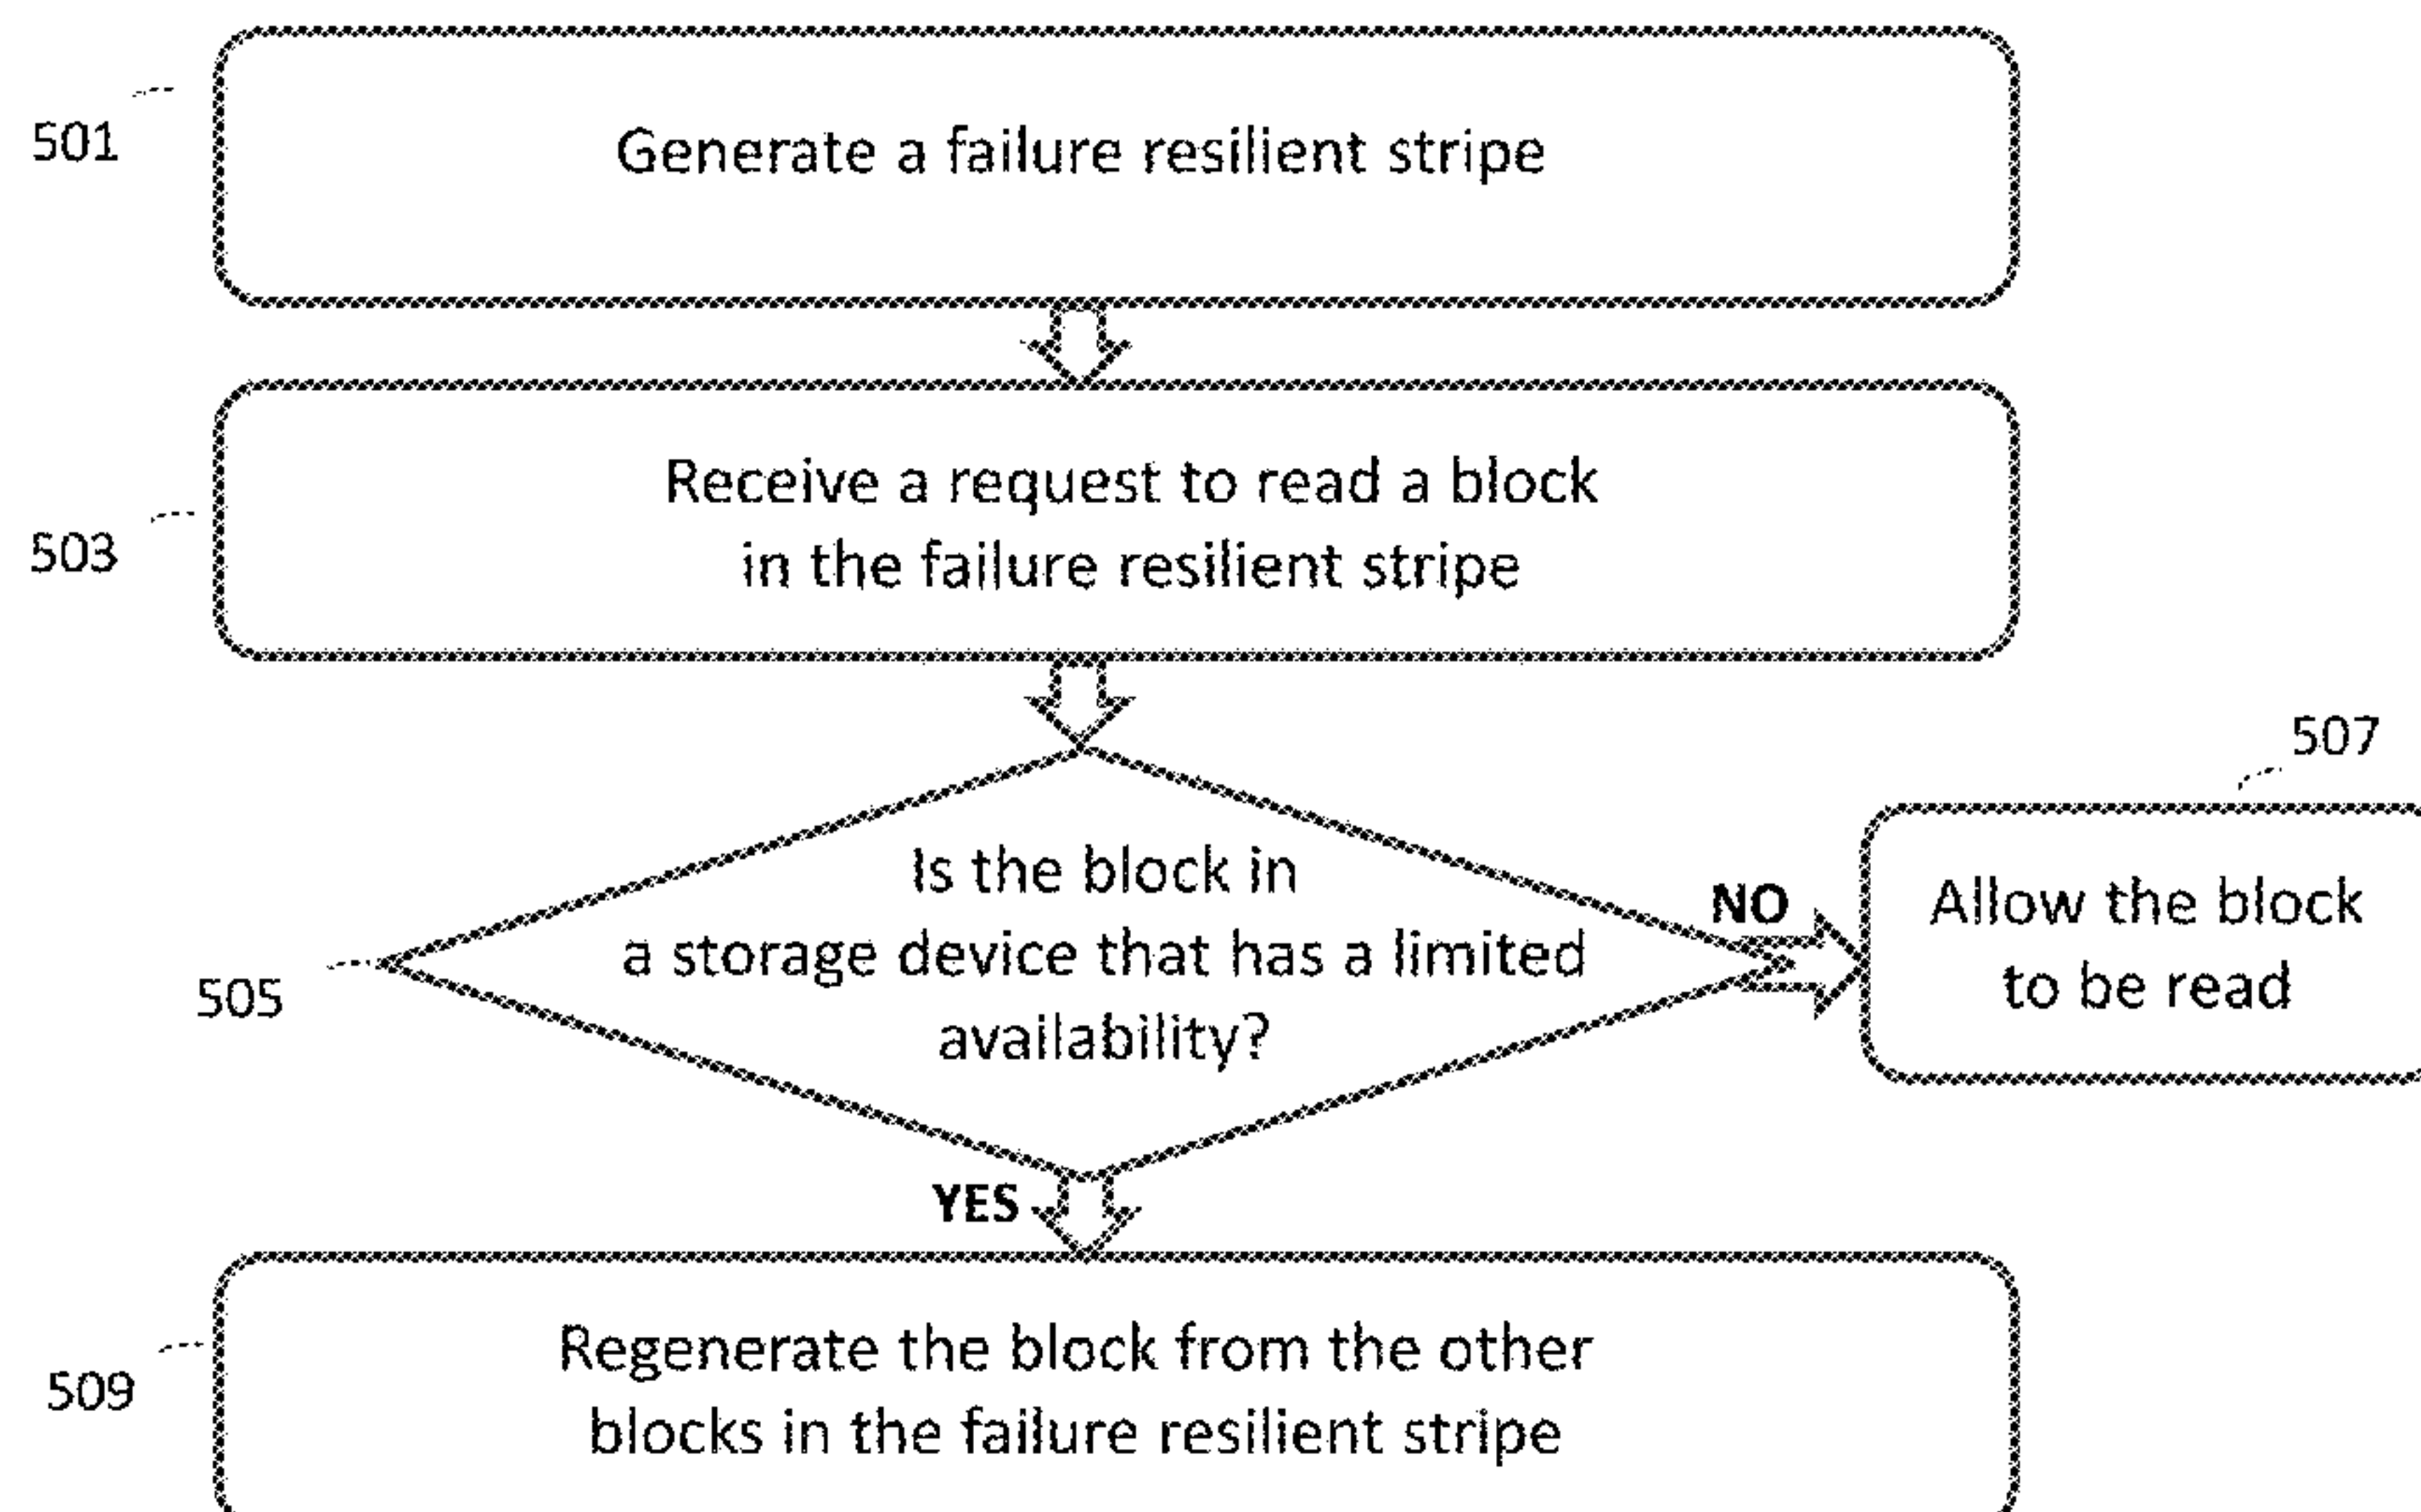 501
Generate a failure resilient stripe
503
Receive a request to read a block
in the failure resilient stripe
505
Is the block in
a storage device that has a limited
availability?
NO
507
Allow the block
to be read
YES
509
Regenerate the block from the other
blocks in the failure resilient stripe